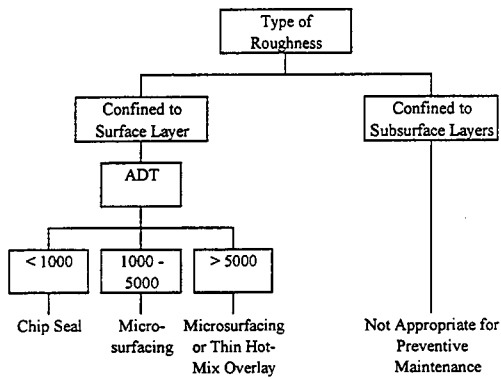 Type of
Roughness
Confined to
Surface Layer
Confined to
Subsurface Layers
ADT
< 1000
1000 -
5000
> 5000
Chip Seal
Micro-
surfacing
Microsurfacing
or Thin Hot-
Mix Overlay
Not Appropriate for
Preventive
Maintenance